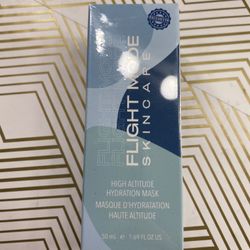 FLIGHT MODE
SKINCARE
HIGH ALTITUDE
HYDRATION MASK
MASQUE D'HYDRATATION
HAUTE ALTITUDE
50 mL e 1.69 FL.OZ US